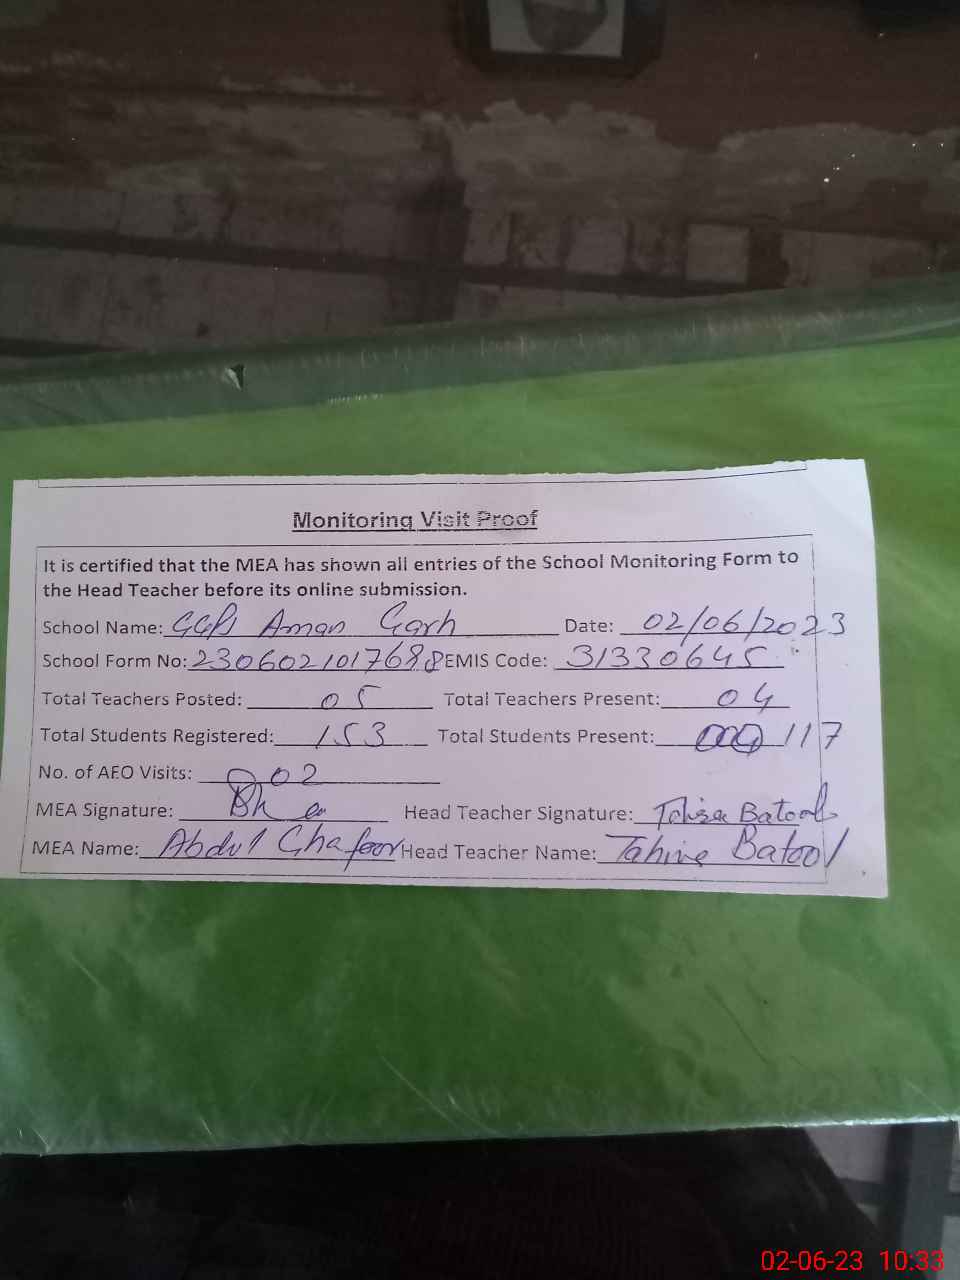 Monitoring Visit Proof
It is certified that the MEA has shown all entries of the School Monitoring Form to
the Head Teacher before its online submission.
School Name: GGPS Aman Garh Date: 02/06/2023
School Form No: 2306021017688 EMIS Code: 31330645
Total Teachers Posted: 05 Total Teachers Present: 04
Total Students Registered: 153 Total Students Present: 117
No. of AEO Visits: 02
MEA Signature: Head Teacher Signature: Tahira Batool
MEA Name: Abdul Ghafoor Head Teacher Name: Tahira Batool
02-06-23 10:33